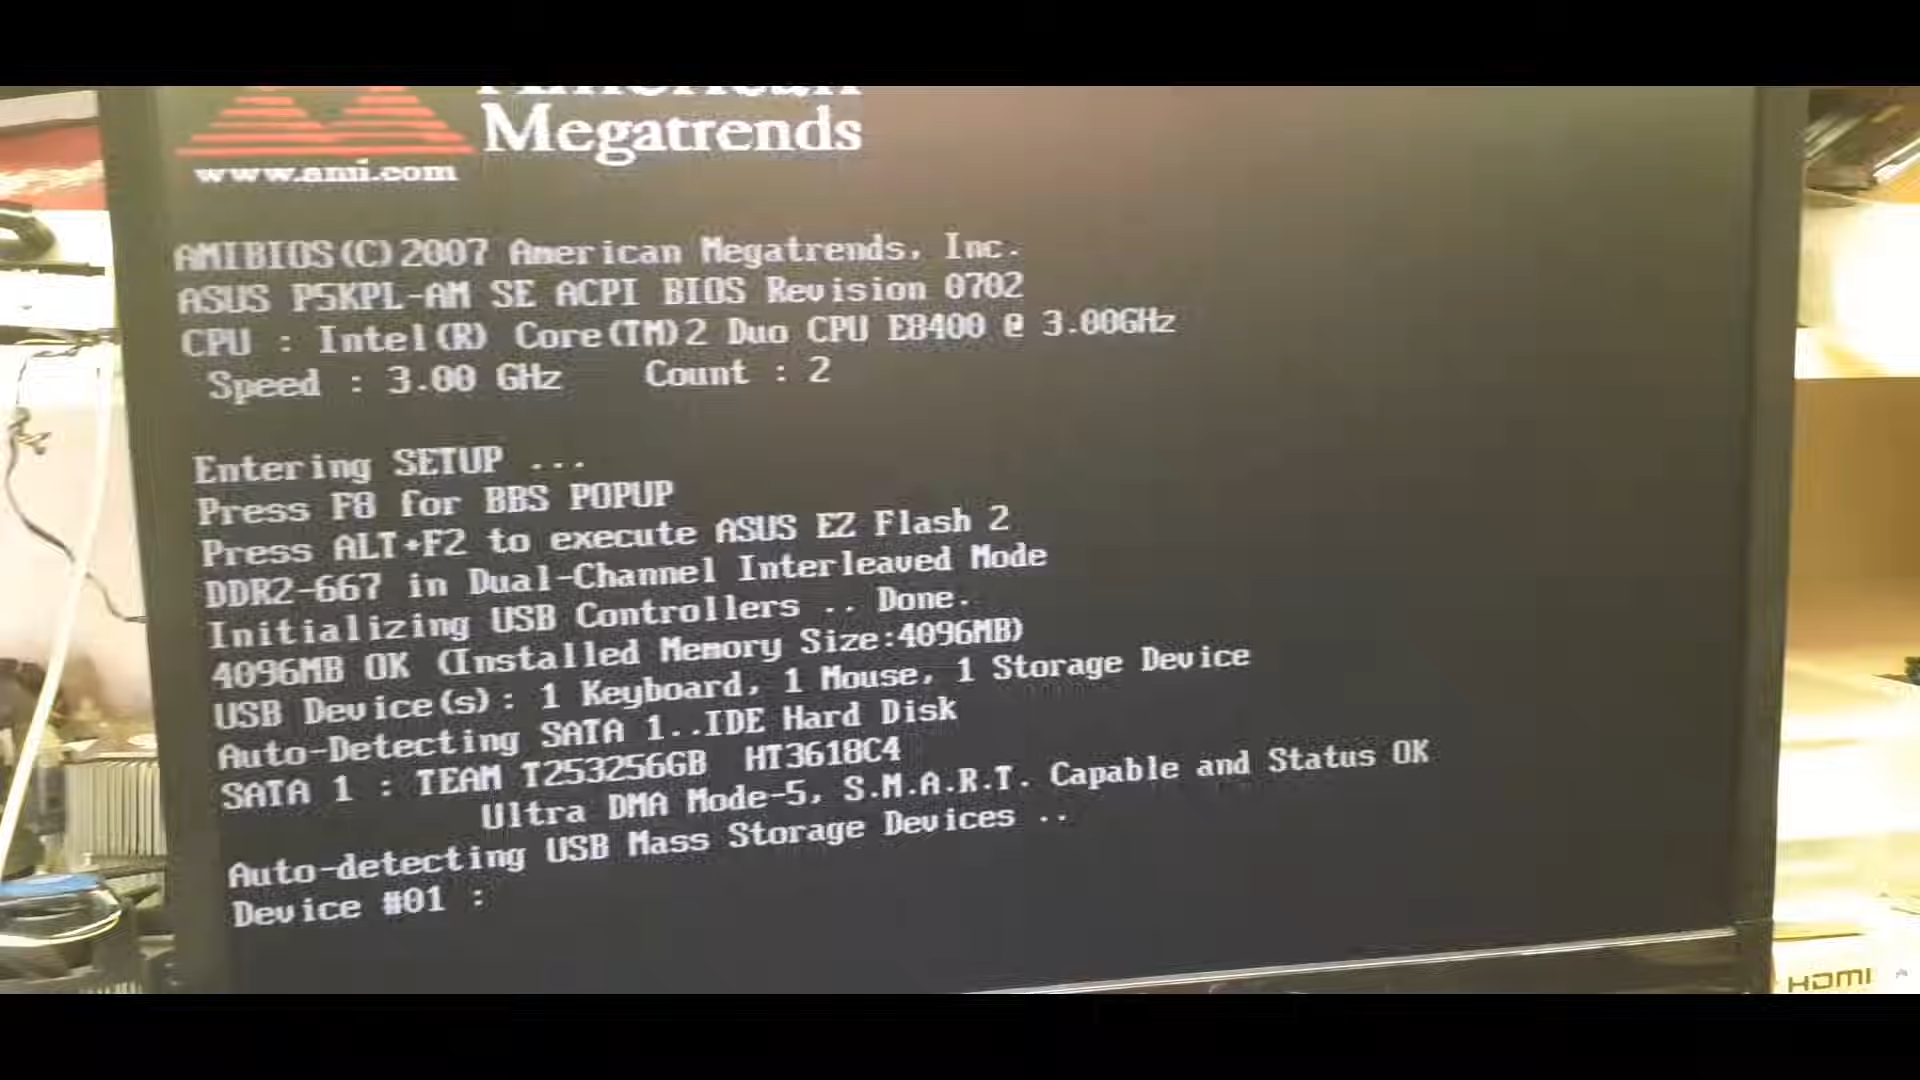 American
Megatrends
www.ami.com
AMIBIOS(C)2007 American Megatrends, Inc.
ASUS P5KPL-AM SE ACPI BIOS Revision 0702
CPU : Intel(R) Core(TM)2 Duo CPU E8400 @ 3.00GHz
Speed : 3.00 GHz Count : 2
Entering SETUP ...
Press F8 for BBS POPUP
Press ALT+F2 to execute ASUS EZ Flash 2
DDR2-667 in Dual-Channel Interleaved Mode
Initializing USB Controllers .. Done.
4096MB OK (Installed Memory Size:4096MB)
USB Device(s): 1 Keyboard, 1 Mouse, 1 Storage Device
Auto-Detecting SATA 1..IDE Hard Disk
SATA 1 : TEAM T253256GB HT3618C4
Ultra DMA Mode-5, S.M.A.R.T. Capable and Status OK
Auto-detecting USB Mass Storage Devices ..
Device #01 :
HDMI